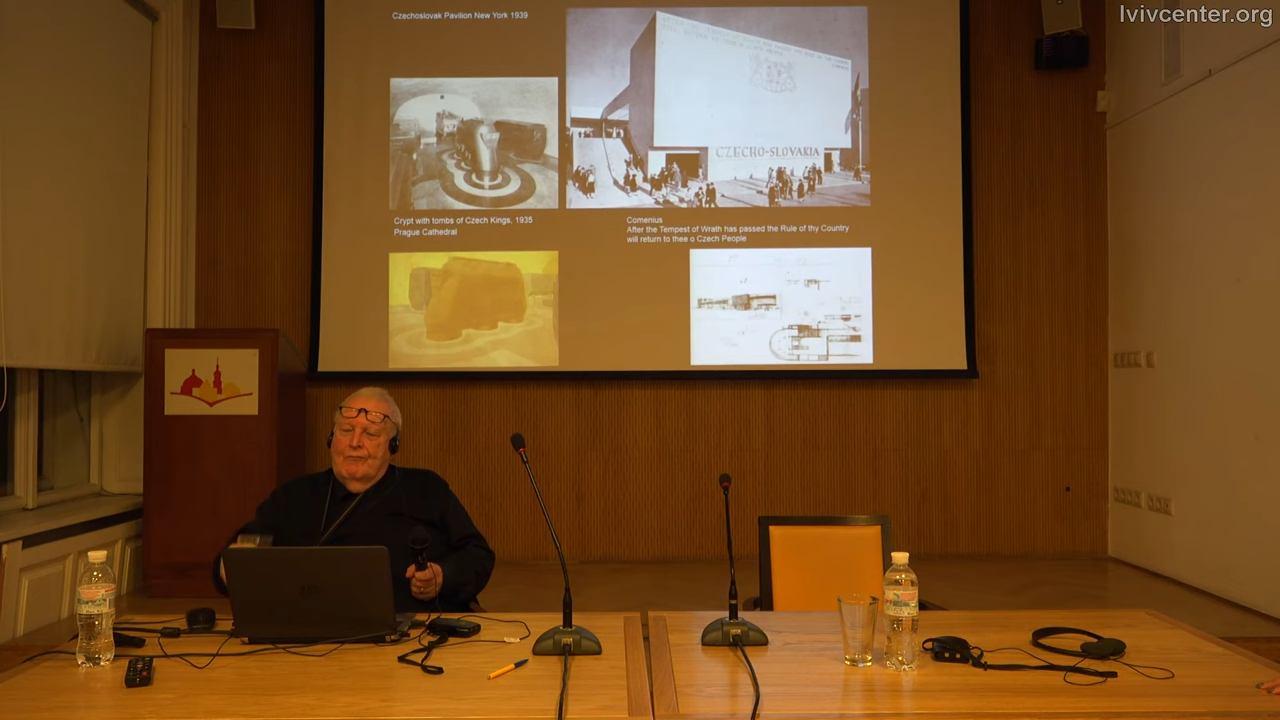 lvivcenter.org
Czechoslovak Pavilion New York 1939
CZECHO-SLOVAKIA
Crypt with tombs of Czech Kings, 1935
Prague Cathedral
Comenius
After the Tempest of Wrath has passed the Rule of thy Country
will return to thee o Czech People